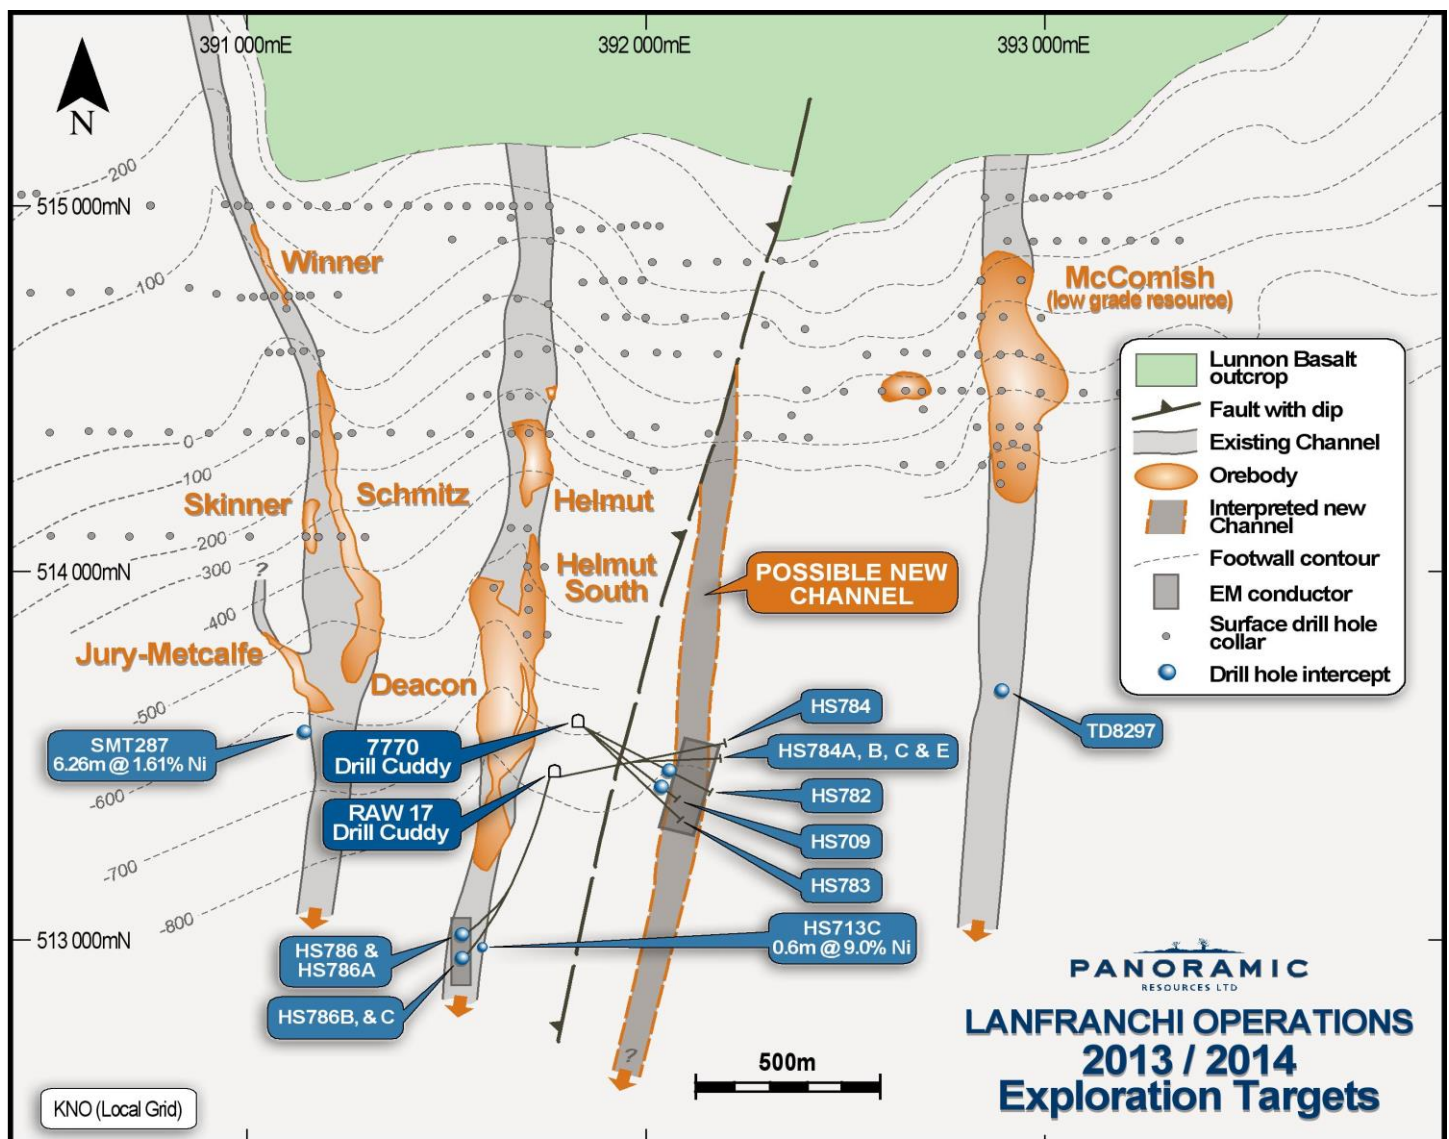 391 000mE
392 000mE
393 000mE
N
200
515 000mN
100
Winner
McComish
(low grade resource)
Lunnon Basalt
outcrop
Fault with dip
Existing Channel
Orebody
Interpreted new
Channel
Footwall contour
EM conductor
Surface drill hole
collar
Drill hole intercept
0
-100
-200
-300
-400
-500
-600
-700
-800
Skinner
Schmitz
Helmut
Helmut
South
514 000mN
?
POSSIBLE NEW
CHANNEL
Jury-Metcalfe
Deacon
HS784
HS784A, B, C & E
TD8297
SMT287
6.26m @ 1.61% Ni
7770
Drill Cuddy
RAW 17
Drill Cuddy
HS782
HS709
HS783
513 000mN
HS786 &
HS786A
HS713C
0.6m @ 9.0% Ni
HS786B, & C
?
500m
PANORAMIC
RESOURCES LTD
LANFRANCHI OPERATIONS
2013 / 2014
Exploration Targets
KNO (Local Grid)